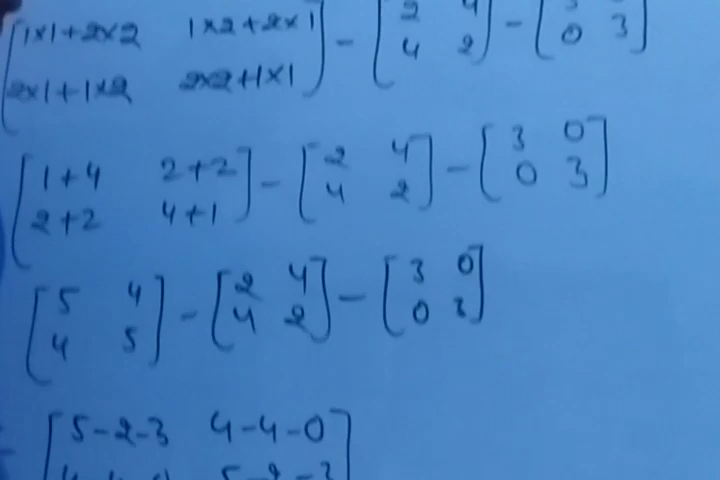 [1×1+2×2 1×2+2×1] - [2 4] - [
2×1+1×2 2×2+1×1 4 2 0 3]
[1+4 2+2] - [2 4] - [3 0]
2+2 4+1 4 2 0 3
[5 4] - [2 4] - [3 0]
4 5 4 2 0 3
[5-2-3 4-4-0]
5-2-3